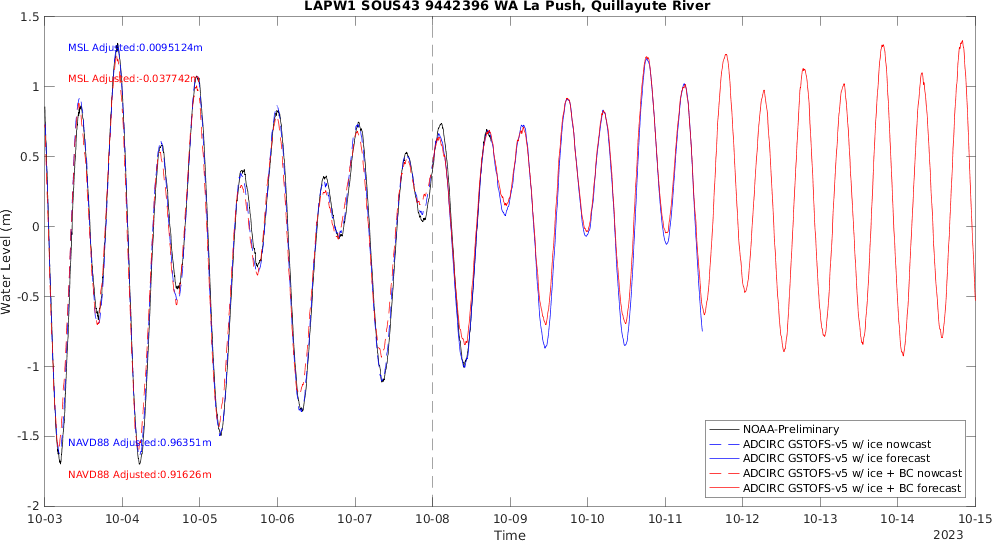 LAPW1 SOUS43 9442396 WA La Push, Quillayute River
1.5
1
0.5
0
-0.5
-1
-1.5
-2
Water Level (m)
MSL Adjusted:0.0095124m
MSL Adjusted:-0.037742m
NAVD88 Adjusted:0.96351m
NAVD88 Adjusted:0.91626m
NOAA-Preliminary
ADCIRC GSTOFS-v5 w/ ice nowcast
ADCIRC GSTOFS-v5 w/ ice forecast
ADCIRC GSTOFS-v5 w/ ice + BC nowcast
ADCIRC GSTOFS-v5 w/ ice + BC forecast
10-03 10-04 10-05 10-06 10-07 10-08 10-09 10-10 10-11 10-12 10-13 10-14 10-15
Time
2023